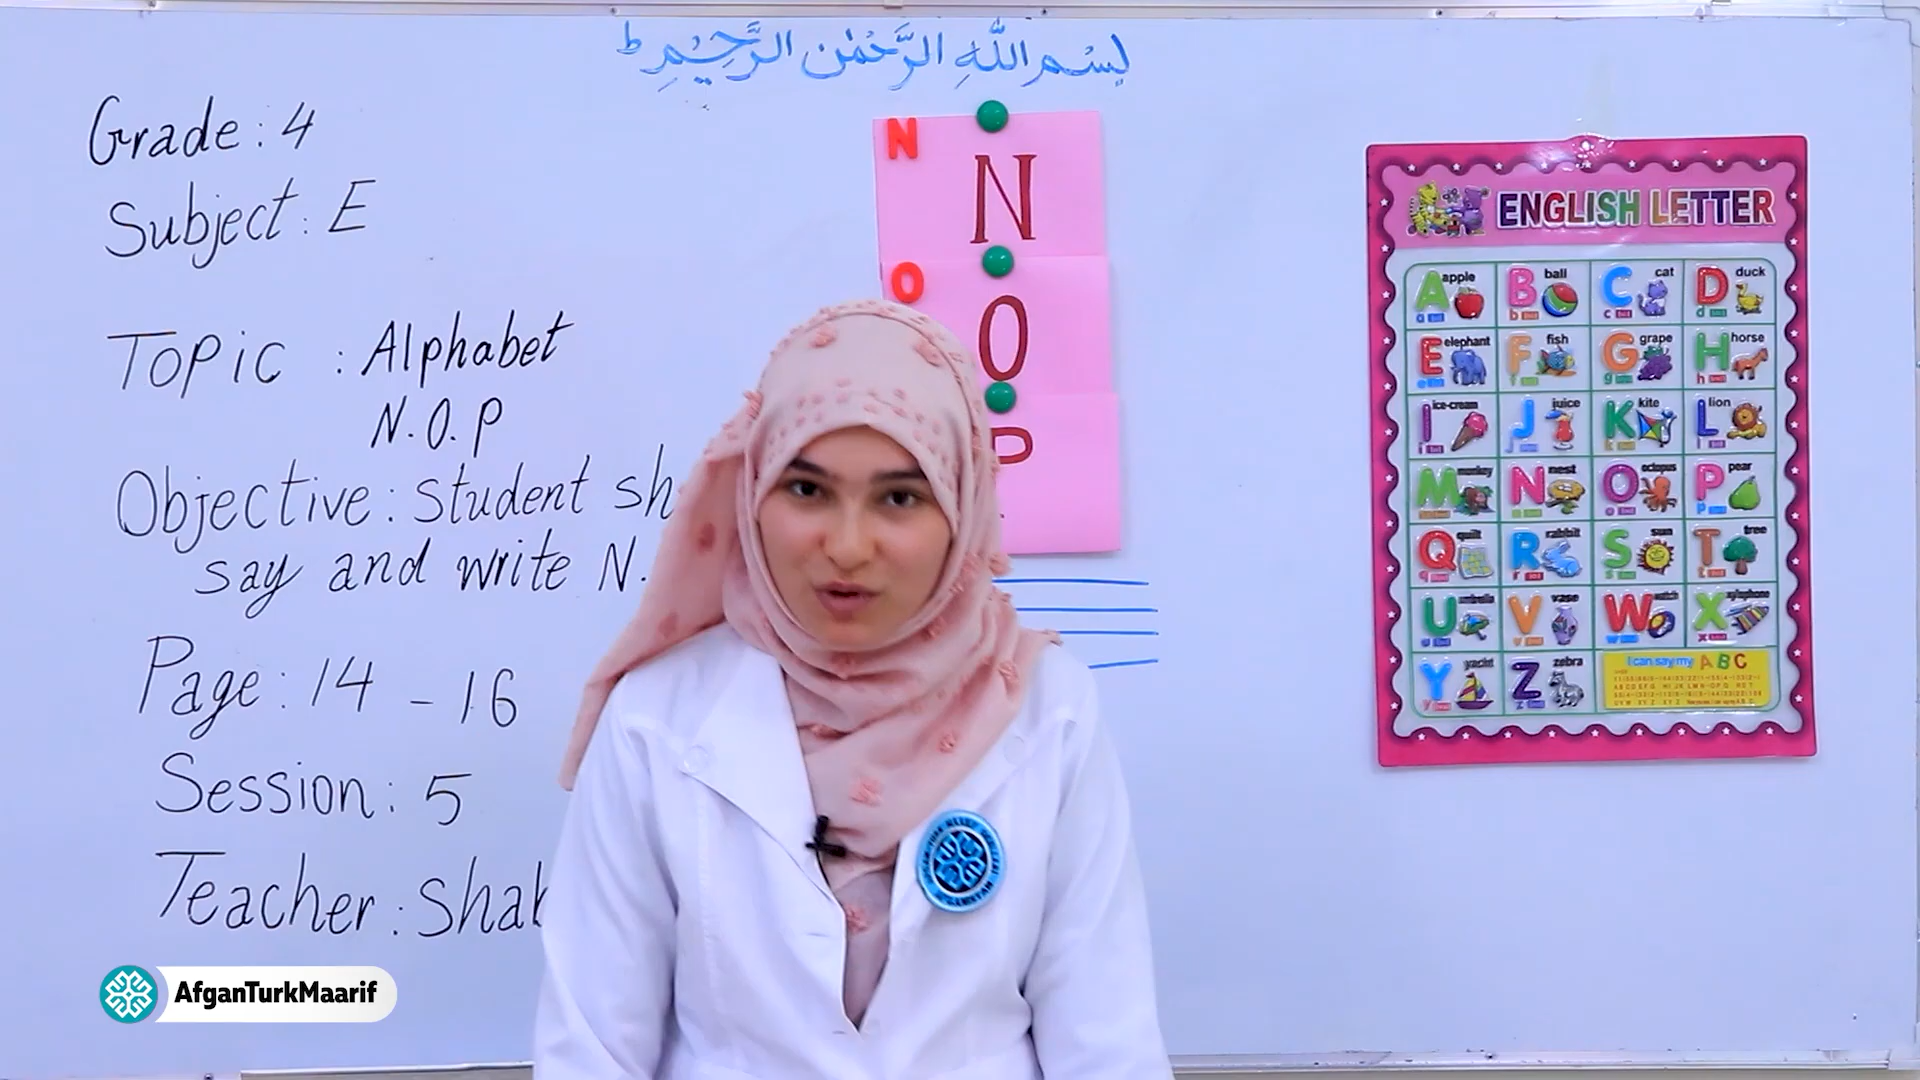 بِسْمِ اللّٰهِ الرَّحْمٰنِ الرَّحِيْمِ ط
Grade: 4
Subject: E
Topic: Alphabet
N.O.P
Objective: Student sh
say and write N.
Page: 14 - 16
Session: 5
Teacher: Shab
N
N
O
O
P
ENGLISH LETTER
A apple B ball C cat D duck
E elephant F fish G grape H horse
I ice-cream J juice K kite L lion
M monkey N nest O octopus P pear
Q quilt R rabbit S sun T tree
U umbrella V vase W watch X xylophone
Y yacht Z zebra I can say my ABC
AfganTurkMaarif